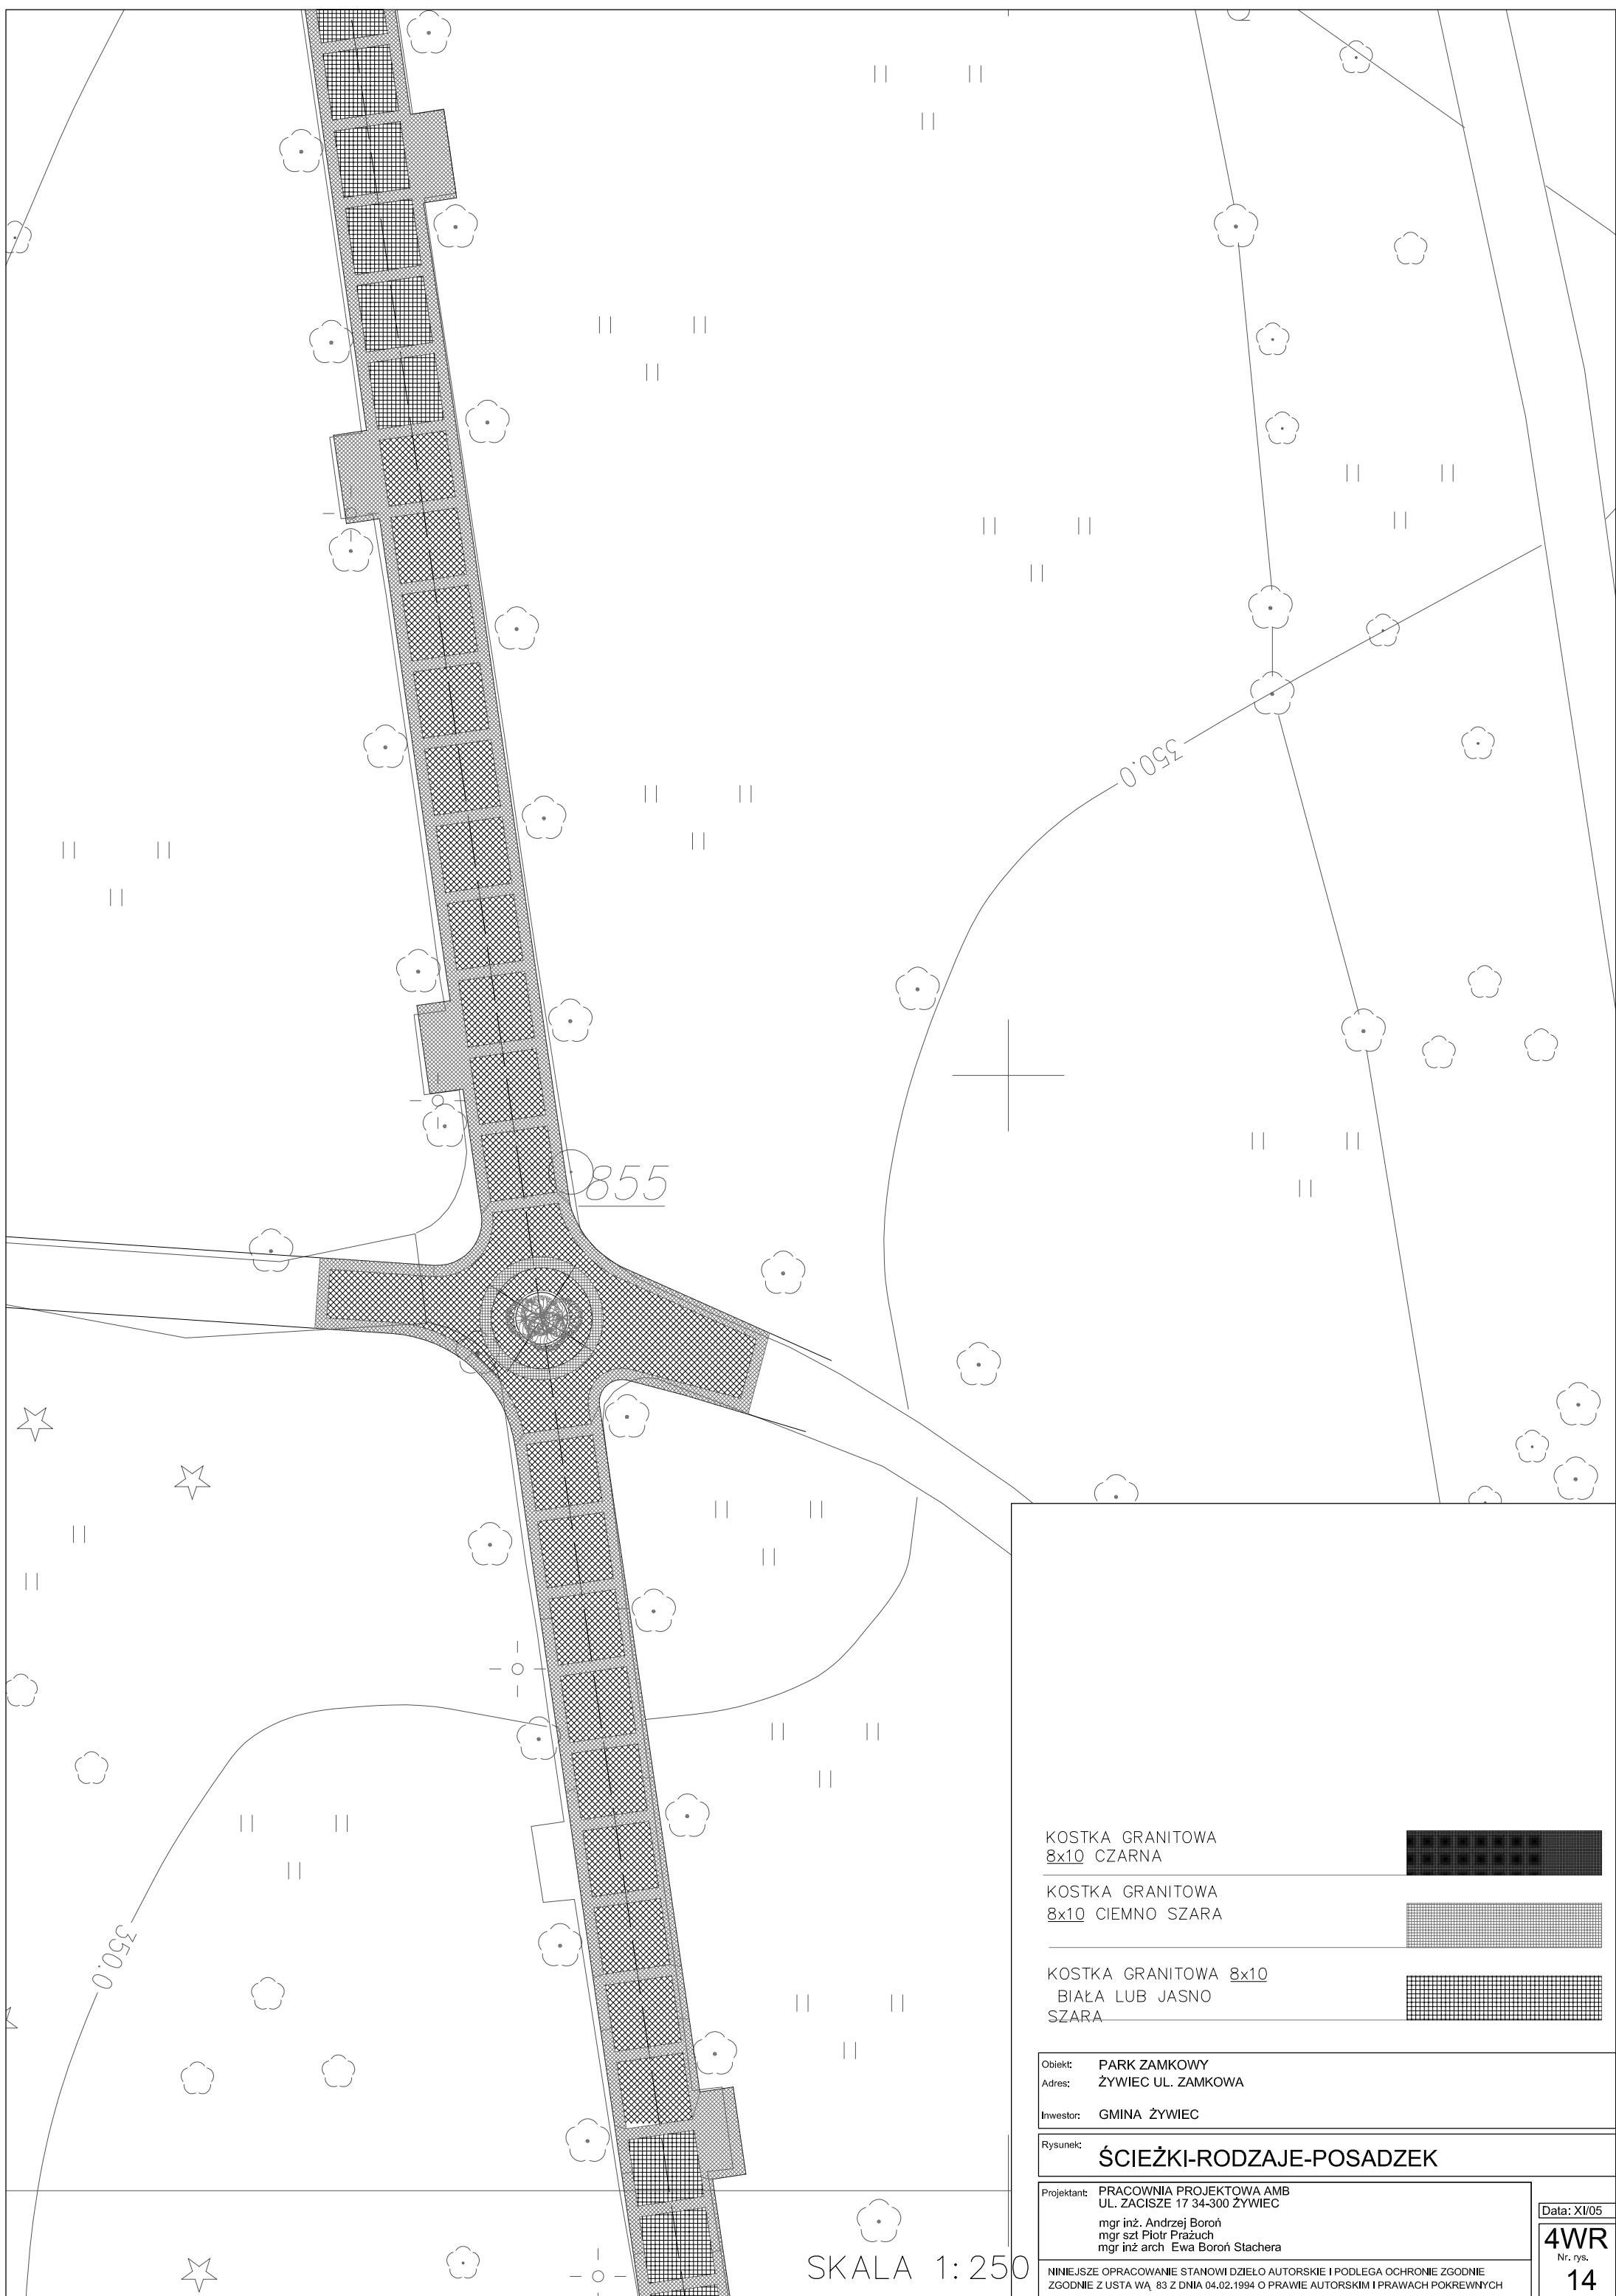 350.0
855
350.0
KOSTKA GRANITOWA
8x10 CZARNA
KOSTKA GRANITOWA
8x10 CIEMNO SZARA
KOSTKA GRANITOWA 8x10
BIAŁA LUB JASNO
SZARA
Obiekt: PARK ZAMKOWY
Adres: ŻYWIEC UL. ZAMKOWA
Inwestor: GMINA ŻYWIEC
Rysunek: ŚCIEŻKI-RODZAJE-POSADZEK
Projektant: PRACOWNIA PROJEKTOWA AMB
UL. ZACISZE 17 34-300 ŻYWIEC
mgr inż. Andrzej Boroń
mgr szt Piotr Prażuch
mgr inż arch Ewa Boroń Stachera
Data: XI/05
4WR
Nr. rys.
14
SKALA 1:250
NINIEJSZE OPRACOWANIE STANOWI DZIEŁO AUTORSKIE I PODLEGA OCHRONIE ZGODNIE
ZGODNIE Z USTA WĄ 83 Z DNIA 04.02.1994 O PRAWIE AUTORSKIM I PRAWACH POKREWNYCH